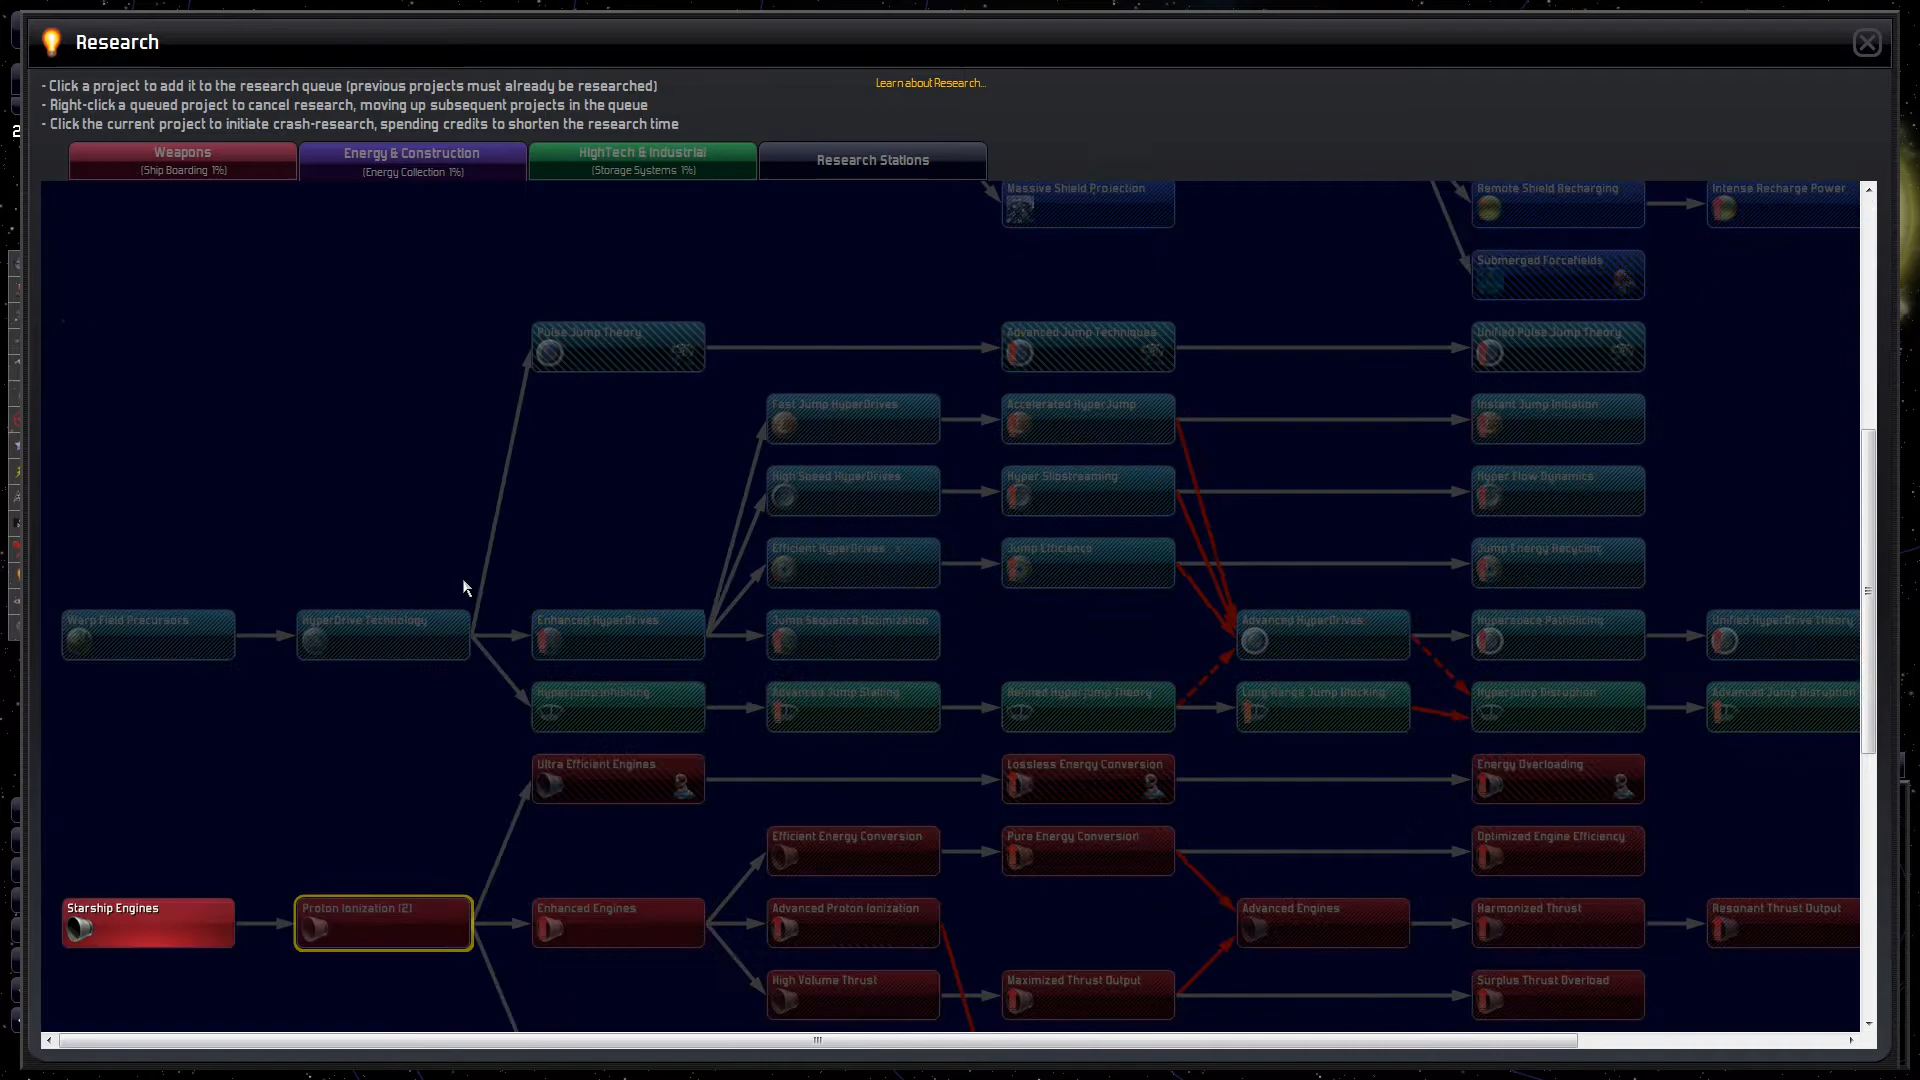 Research
- Click a project to add it to the research queue (previous projects must already be researched)
Learn about Research...
- Right-click a queued project to cancel research, moving up subsequent projects in the queue
- Click the current project to initiate crash-research, spending credits to shorten the research time
Weapons
(Ship Boarding 1%)
Energy & Construction
(Energy Collection 1%)
HighTech & Industrial
(Storage Systems 1%)
Research Stations
Massive Shield Projection
Remote Shield Recharging
Intense Recharge Power
Submerged Forcefields
Pulse Jump Theory
Advanced Jump Techniques
Unified Pulse Jump Theory
Fast Jump HyperDrives
Accelerated HyperJump
Instant Jump Initiation
High Speed HyperDrives
Hyper Slipstreaming
Hyper Flow Dynamics
Efficient HyperDrives
Jump Efficiency
Jump Energy Recycling
Warp Field Precursors
HyperDrive Technology
Enhanced HyperDrives
Jump Sequence Optimization
Advanced HyperDrives
Hyperspace PathSlicing
Unified HyperDrive Theory
Hyperjump Inhibiting
Advanced Jump Stalling
Refined Hyperjump Theory
Long Range Jump Blocking
Hyperjump Disruption
Advanced Jump Disruption
Ultra Efficient Engines
Lossless Energy Conversion
Energy Overloading
Efficient Energy Conversion
Pure Energy Conversion
Optimized Engine Efficiency
Starship Engines
Proton Ionization (2)
Enhanced Engines
Advanced Proton Ionization
Advanced Engines
Harmonized Thrust
Resonant Thrust Output
High Volume Thrust
Maximized Thrust Output
Surplus Thrust Overload